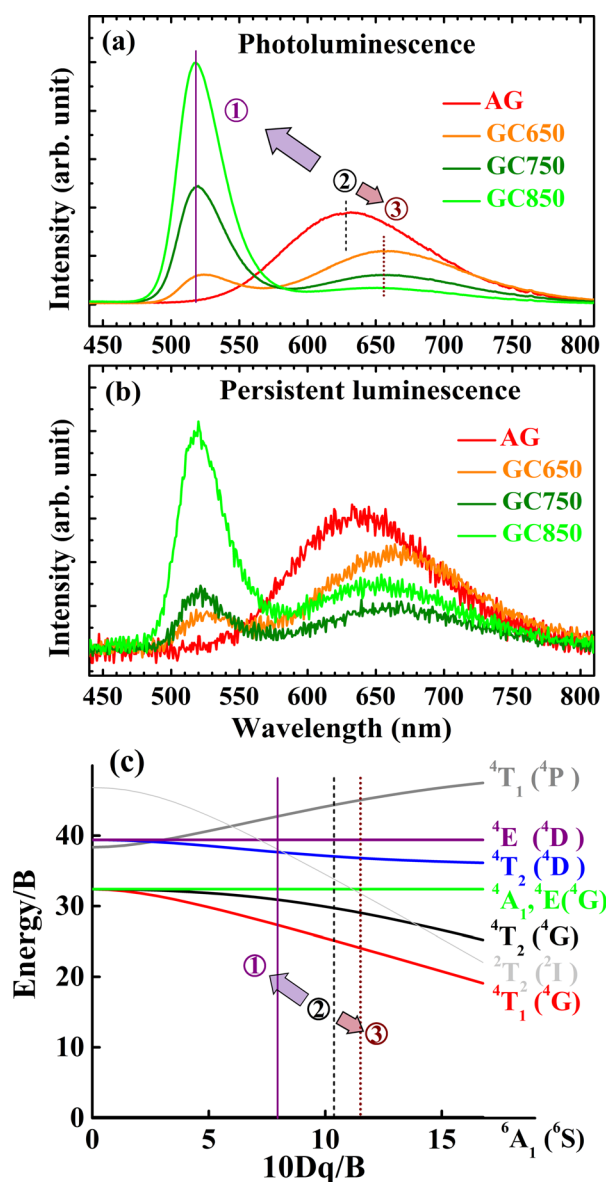 (a) Photoluminescence
Intensity (arb. unit)
AG
GC650
GC750
GC850
①
②
③
450 500 550 600 650 700 750 800
(b) Persistent luminescence
Intensity (arb. unit)
AG
GC650
GC750
GC850
450 500 550 600 650 700 750 800
Wavelength (nm)
(c)
Energy/B
40
30
20
10
0
⁴T₁ (⁴P)
⁴E (⁴D)
⁴T₂ (⁴D)
⁴A₁,⁴E(⁴G)
⁴T₂ (⁴G)
²T₂ (²I)
⁴T₁ (⁴G)
①
②
③
0 5 10 15 ⁶A₁ (⁶S)
10Dq/B